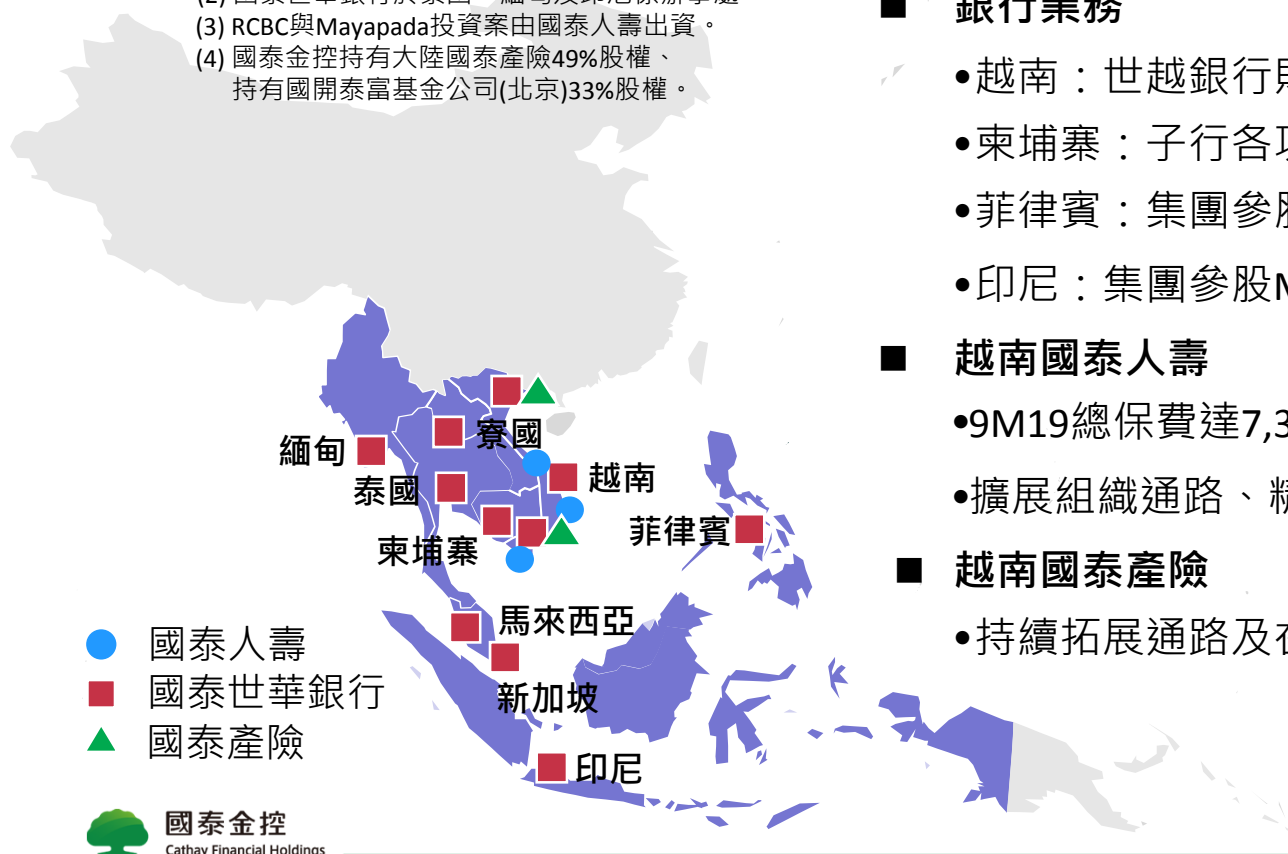 (3) RCBC與Mayapada投資案由國泰人壽出資。
(4) 國泰金控持有大陸國泰產險49%股權、
持有國開泰富基金公司(北京)33%股權。
緬甸
寮國
泰國
越南
柬埔寨
菲律賓
馬來西亞
新加坡
印尼
國泰人壽
國泰世華銀行
國泰產險
國泰金控
Cathay Financial Holdings
■ 銀行業務
•越南：世越銀行
•柬埔寨：子行各
•菲律賓：集團參
•印尼：集團參股
■ 越南國泰人壽
•9M19總保費達7,3
•擴展組織通路、
■ 越南國泰產險
•持續拓展通路及